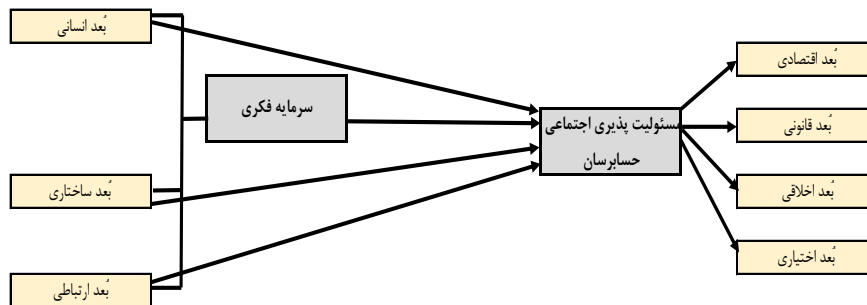 بُعد انسانی
بُعد اقتصادی
سرمایه فکری
بُعد قانونی
مسئولیت پذیری اجتماعی
حسابرسان
بُعد ساختاری
بُعد اخلاقی
بُعد اختیاری
بُعد ارتباطی